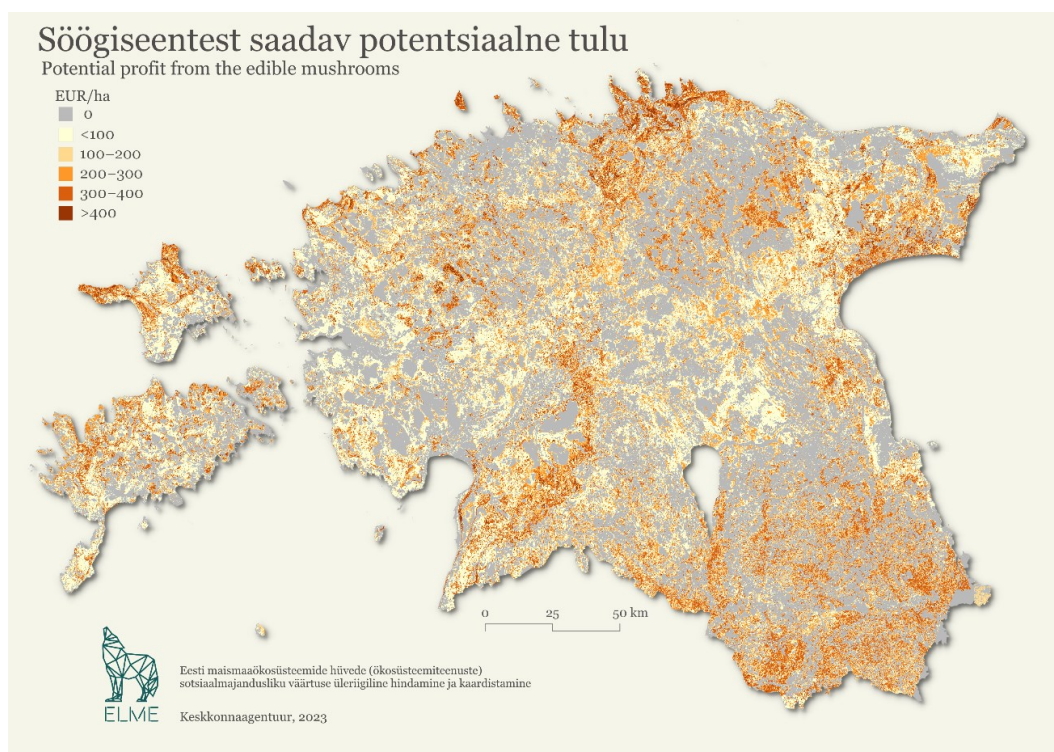 Söögiseentest saadav potentsiaalne tulu
Potential profit from the edible mushrooms
EUR/ha
0
<100
100–200
200–300
300–400
>400
0 25 50 km
Eesti maismaaökosüsteemide hüvede (ökosüsteemiteenuste)
sotsiaalmajandusliku väärtuse üleriigiline hindamine ja kaardistamine
ELME
Keskkonnaagentuur, 2023